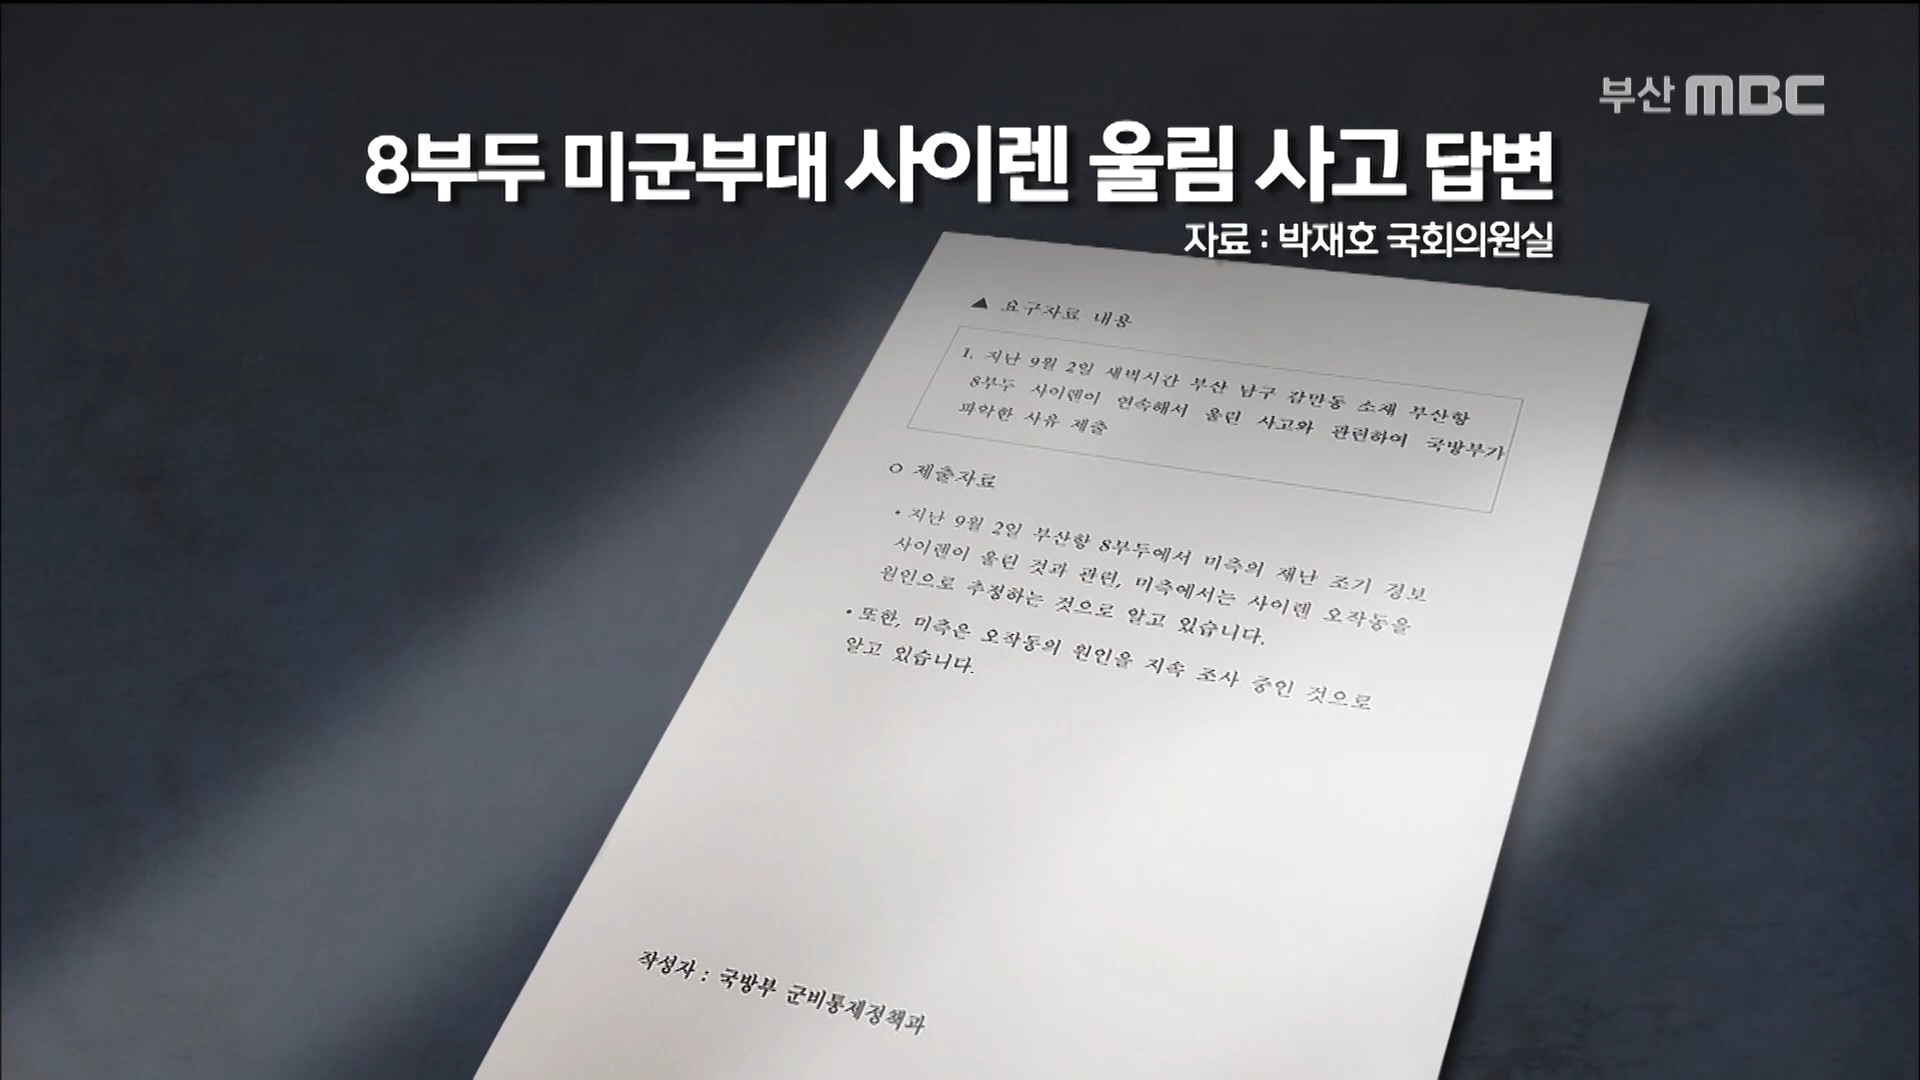 부산 MBC
8부두 미군부대 사이렌 울림 사고 답변
자료 : 박재호 국회의원실
▲ 요구자료 내용
1. 지난 9월 2일 새벽시간 부산 남구 감만동 소재 부산항
8부두 사이렌이 연속해서 울린 사고와 관련하여 국방부가
파악한 사유 제출
○ 제출자료
• 지난 9월 2일 부산항 8부두에서 미측의 재난 조기 경보
사이렌이 울린 것과 관련, 미측에서는 사이렌 오작동을
원인으로 추정하는 것으로 알고 있습니다.
• 또한, 미측은 오작동의 원인을 지속 조사 중인 것으로
알고 있습니다.
작성자 : 국방부 군비통제정책과